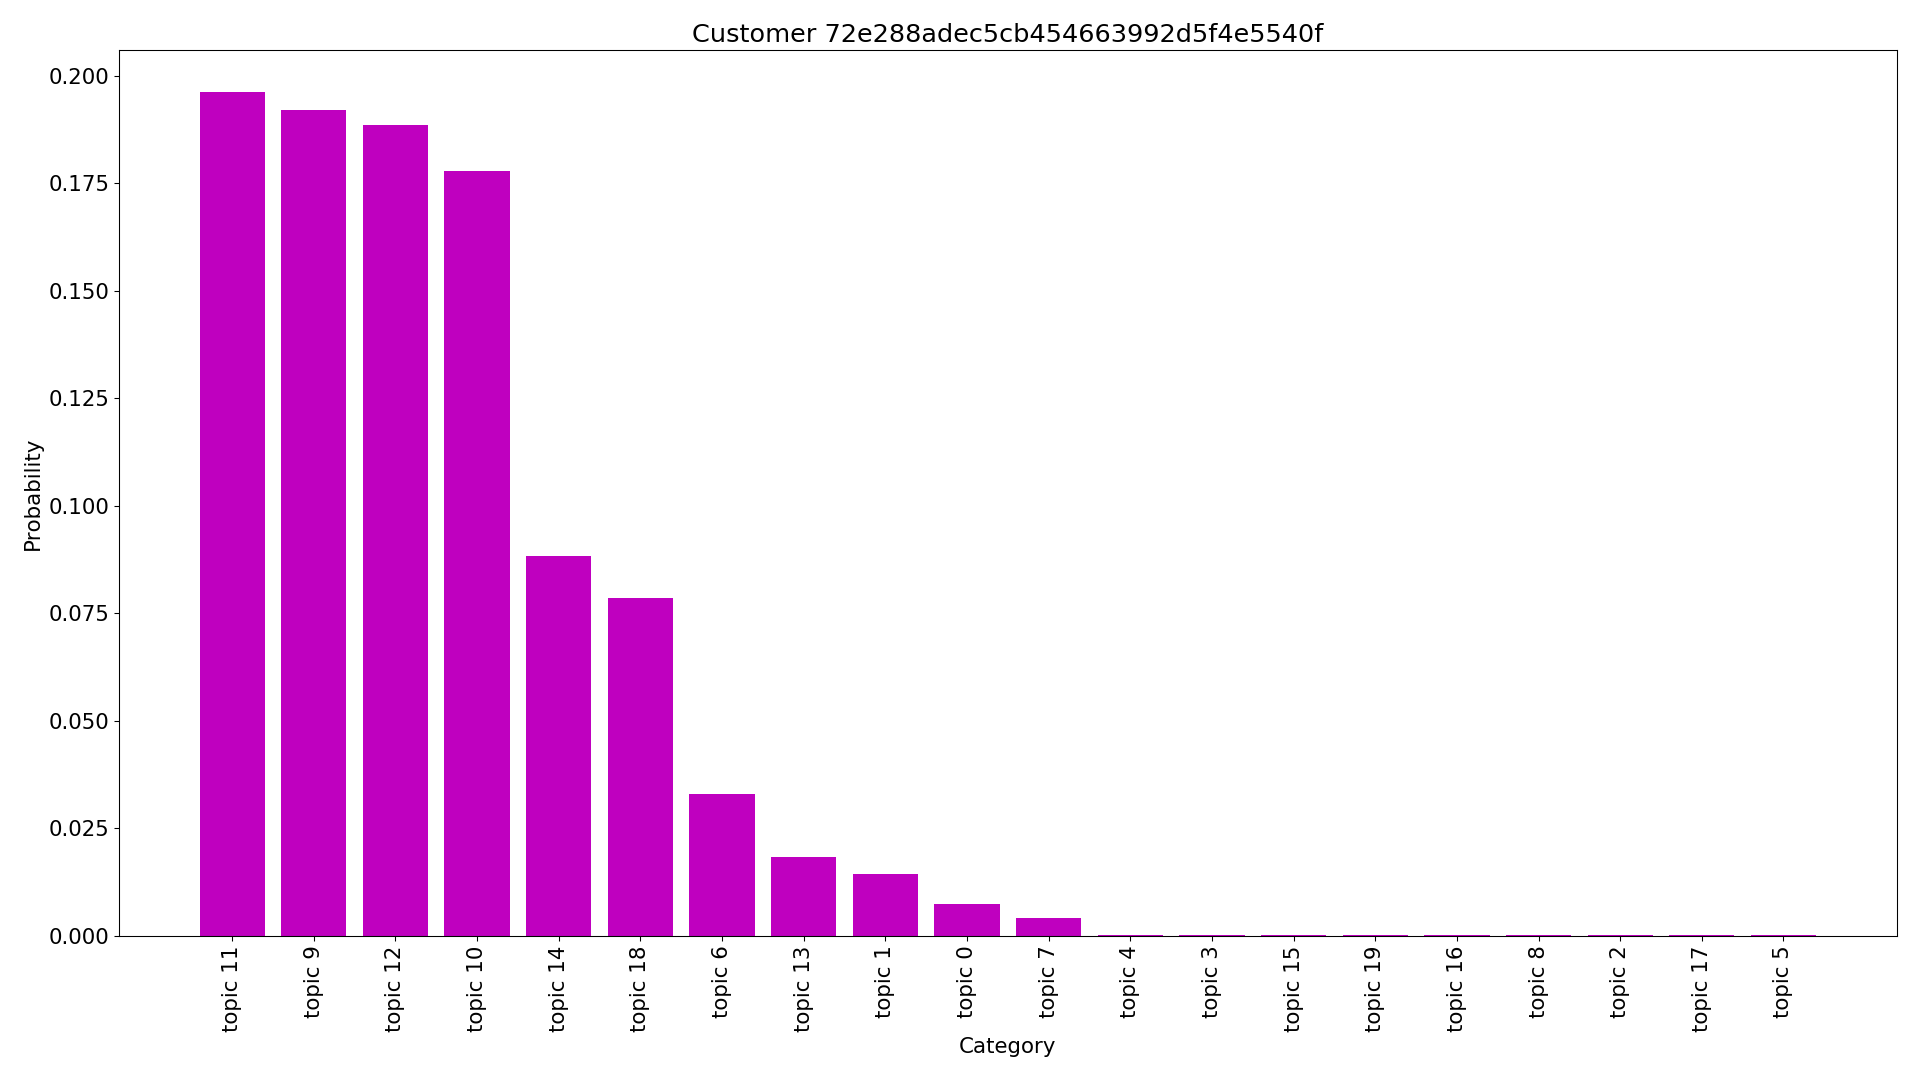 Customer 72e288adec5cb454663992d5f4e5540f
0.200
0.175
0.150
0.125
0.100
0.075
0.050
0.025
0.000
Probability
topic 11
topic 9
topic 12
topic 10
topic 14
topic 18
topic 6
topic 13
topic 1
topic 0
topic 7
topic 4
topic 3
topic 15
topic 19
topic 16
topic 8
topic 2
topic 17
topic 5
Category